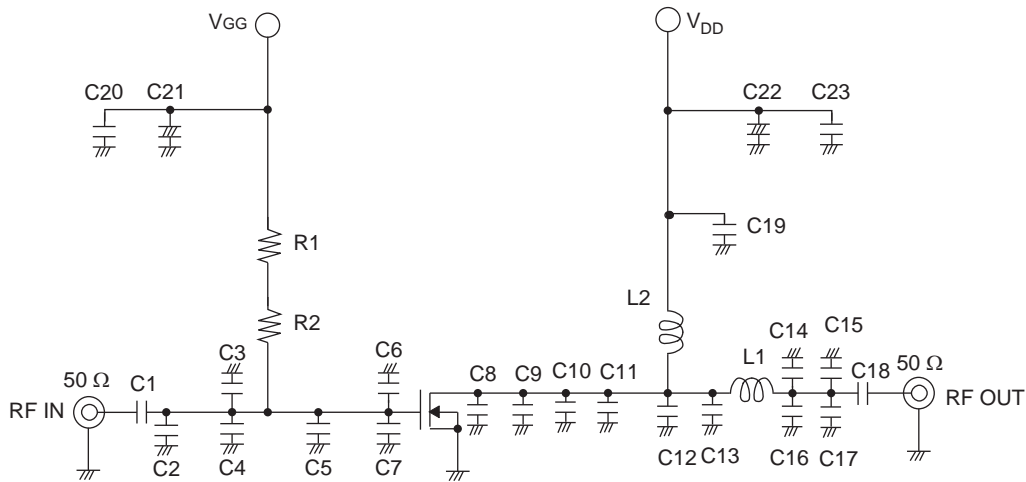 VGG
VDD
C20 C21
C22 C23
R1
C19
R2
L2
C3 C6
C14 C15
50 Ω C1
C8 C9 C10 C11
L1
C18 50 Ω
RF IN
RF OUT
C2 C4 C5 C7
C12 C13 C16 C17